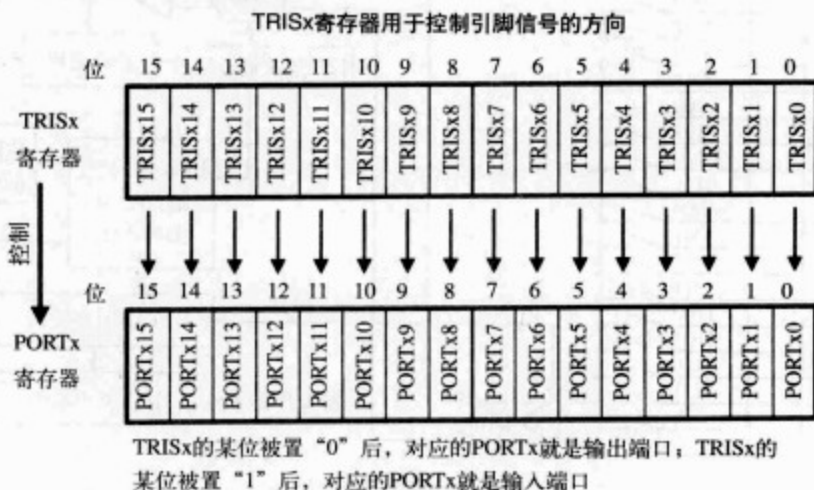 TRISx寄存器用于控制引脚信号的方向
位 15 14 13 12 11 10 9 8 7 6 5 4 3 2 1 0
TRISx
寄存器
TRISx15 TRISx14 TRISx13 TRISx12 TRISx11 TRISx10 TRISx9 TRISx8 TRISx7 TRISx6 TRISx5 TRISx4 TRISx3 TRISx2 TRISx1 TRISx0
控制
位 15 14 13 12 11 10 9 8 7 6 5 4 3 2 1 0
PORTx
寄存器
PORTx15 PORTx14 PORTx13 PORTx12 PORTx11 PORTx10 PORTx9 PORTx8 PORTx7 PORTx6 PORTx5 PORTx4 PORTx3 PORTx2 PORTx1 PORTx0
TRISx的某位被置“0”后，对应的PORTx就是输出端口；TRISx的
某位被置“1”后，对应的PORTx就是输入端口